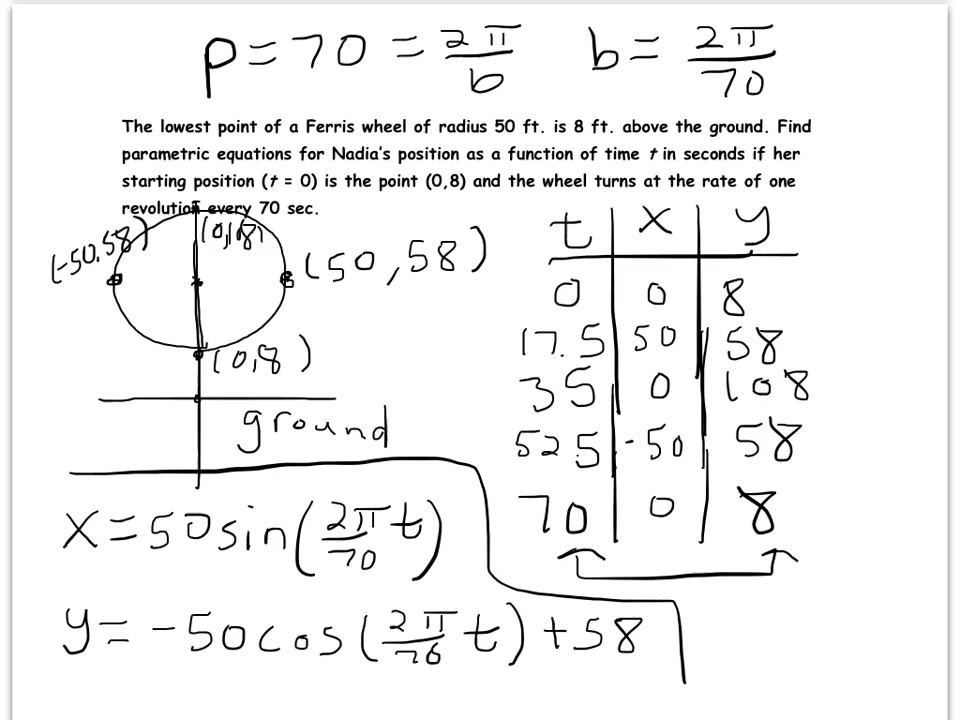 p = 70 = 2π/b b = 2π/70
The lowest point of a Ferris wheel of radius 50 ft. is 8 ft. above the ground. Find
parametric equations for Nadia's position as a function of time t in seconds if her
starting position (t = 0) is the point (0,8) and the wheel turns at the rate of one
revolution every 70 sec.
t x y
(-50,58)
(50,58)
0 0 8
17.5 50 58
(0,8)
35 0 108
ground
52.5 -50 58
70 0 8
x = 50 sin(2π/70 t)
y = -50 cos(2π/70 t) + 58